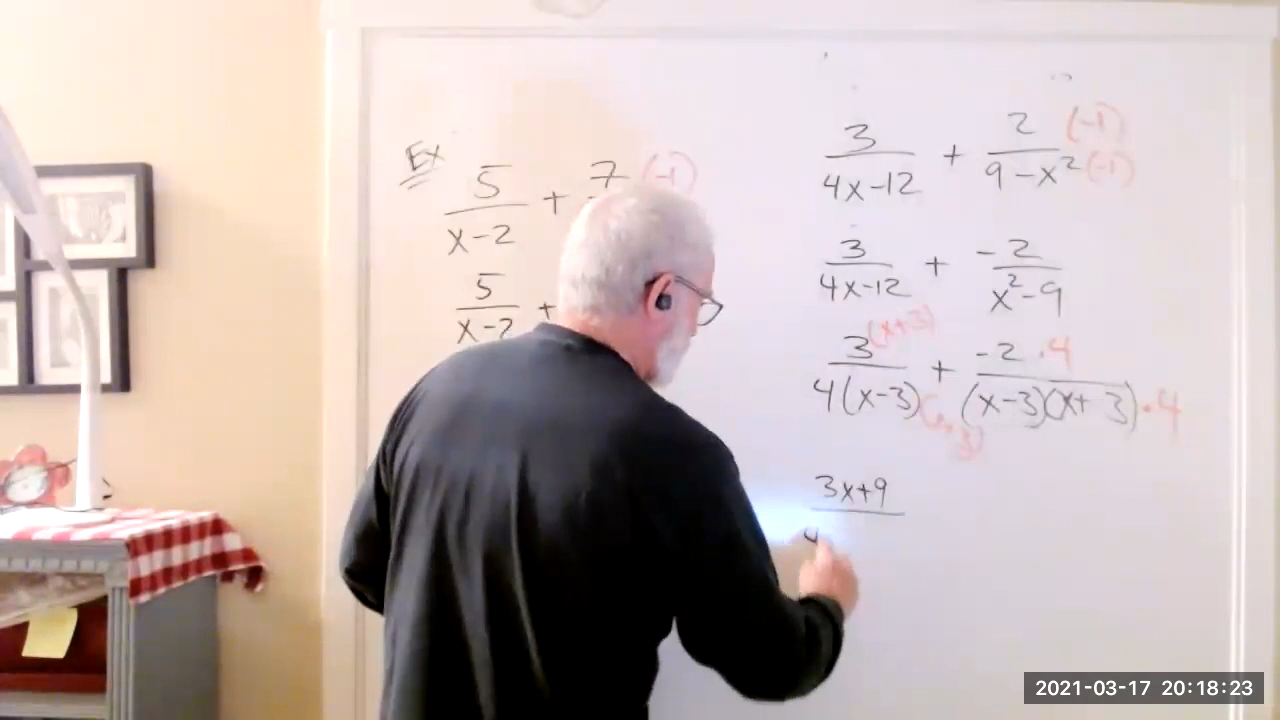 Ex
5/(x-2) + 7 (-1)
5/(x-2) +
3/(4x-12) + 2(-1)/(9-x²(-1))
3/(4x-12) + -2/(x²-9)
3(x+3)/(4(x-3)(x+3)) + -2·4/((x-3)(x+3)·4)
3x+9
4
2021-03-17 20:18:23